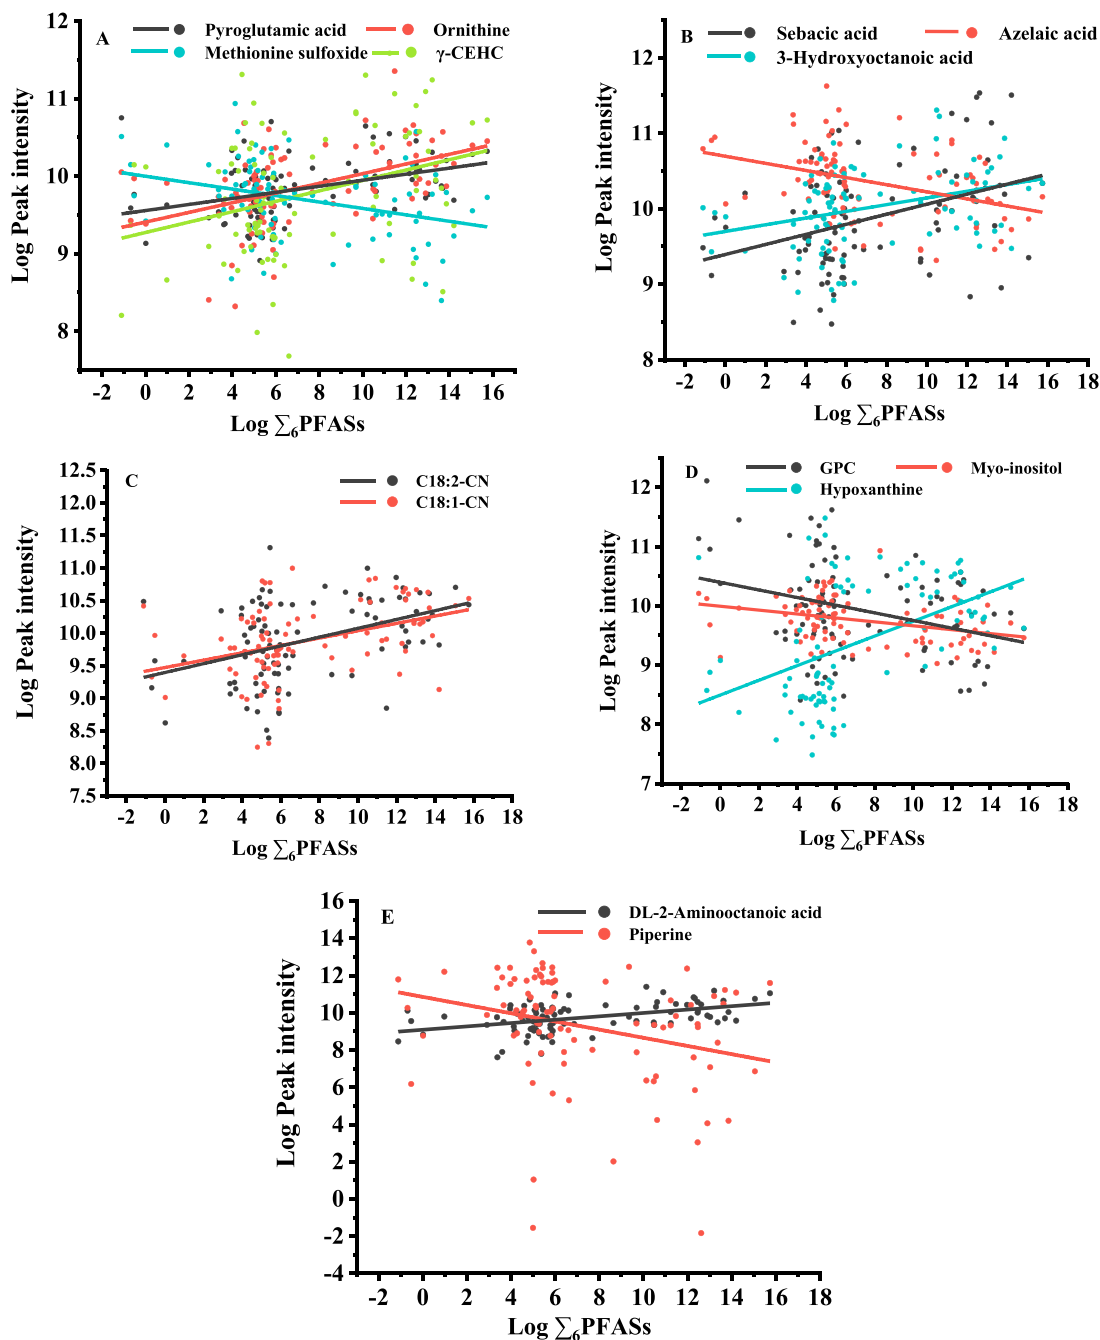 A
Pyroglutamic acid
Ornithine
Methionine sulfoxide
γ-CEHC
Log Peak intensity
12
11
10
9
8
-2 0 2 4 6 8 10 12 14 16
Log ∑₆PFASs
B
Sebacic acid
Azelaic acid
3-Hydroxyoctanoic acid
Log Peak intensity
12
11
10
9
8
-2 0 2 4 6 8 10 12 14 16 18
Log ∑₆PFASs
C
C18:2-CN
C18:1-CN
Log Peak intensity
12.5
12.0
11.5
11.0
10.5
10.0
9.5
9.0
8.5
8.0
7.5
-2 0 2 4 6 8 10 12 14 16 18
Log ∑₆PFASs
D
GPC
Myo-inositol
Hypoxanthine
Log Peak intensity
12
11
10
9
8
7
-2 0 2 4 6 8 10 12 14 16 18
Log ∑₆PFASs
E
DL-2-Aminooctanoic acid
Piperine
Log Peak intensity
16
14
12
10
8
6
4
2
0
-2
-4
-2 0 2 4 6 8 10 12 14 16 18
Log ∑₆PFASs